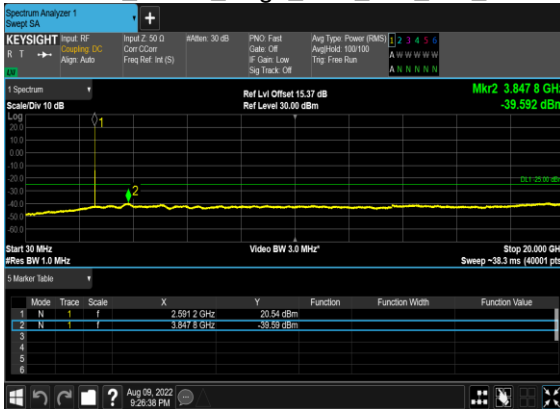 Spectrum Analyzer 1
Swept SA
+
KEYSIGHT Input: RF Input Z: 50 Ω #Atten: 30 dB PNO: Fast Avg Type: Power (RMS) 1 2 3 4 5 6
R T Coupling: DC Corr CCorr Gate: Off Avg|Hold: 100/100 A W W W W W
Align: Auto Freq Ref: Int (S) IF Gain: Low Trig: Free Run
LXI Sig Track: Off A N N N N N
1 Spectrum Ref Lvl Offset 15.37 dB Mkr2 3.847 8 GHz
Scale/Div 10 dB Ref Level 30.00 dBm -39.592 dBm
Log
20.0
10.0
0.00
-10.0
-20.0
-30.0
-40.0
-50.0
-60.0
1
2
DL1 -25.00 dBm
Start 30 MHz Video BW 3.0 MHz* Stop 20.000 GHz
#Res BW 1.0 MHz Sweep ~38.3 ms (40001 pts)
5 Marker Table
Mode Trace Scale X Y Function Function Width Function Value
1 N 1 f 2.591 2 GHz 20.54 dBm
2 N 1 f 3.847 8 GHz -39.59 dBm
3
4
5
6
? Aug 09, 2022
9:26:38 PM